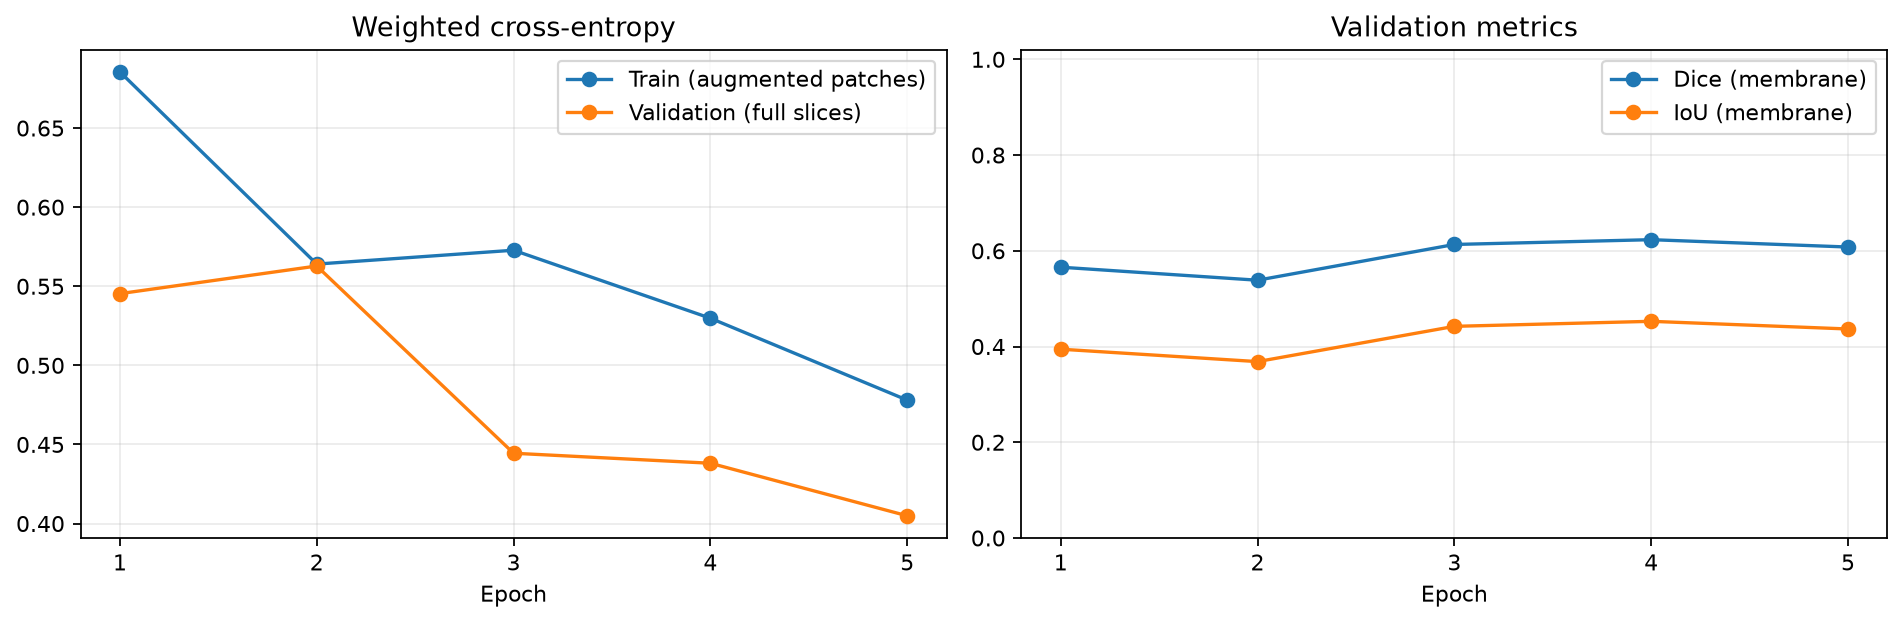 Weighted cross-entropy
Train (augmented patches)
Validation (full slices)
0.65
0.60
0.55
0.50
0.45
0.40
1 2 3 4 5
Epoch
Validation metrics
Dice (membrane)
IoU (membrane)
1.0
0.8
0.6
0.4
0.2
0.0
1 2 3 4 5
Epoch